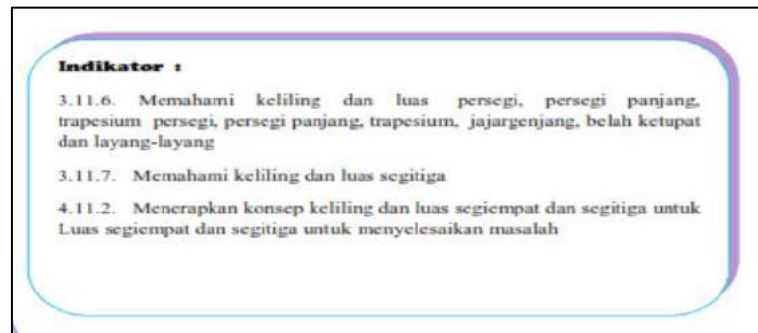 Indikator :
3.11.6. Memahami keliling dan luas persegi, persegi panjang,
trapesium persegi, persegi panjang, trapesium, jajargenjang, belah ketupat
dan layang-layang
3.11.7. Memahami keliling dan luas segitiga
4.11.2. Menerapkan konsep keliling dan luas segiempat dan segitiga untuk
Luas segiempat dan segitiga untuk menyelesaikan masalah